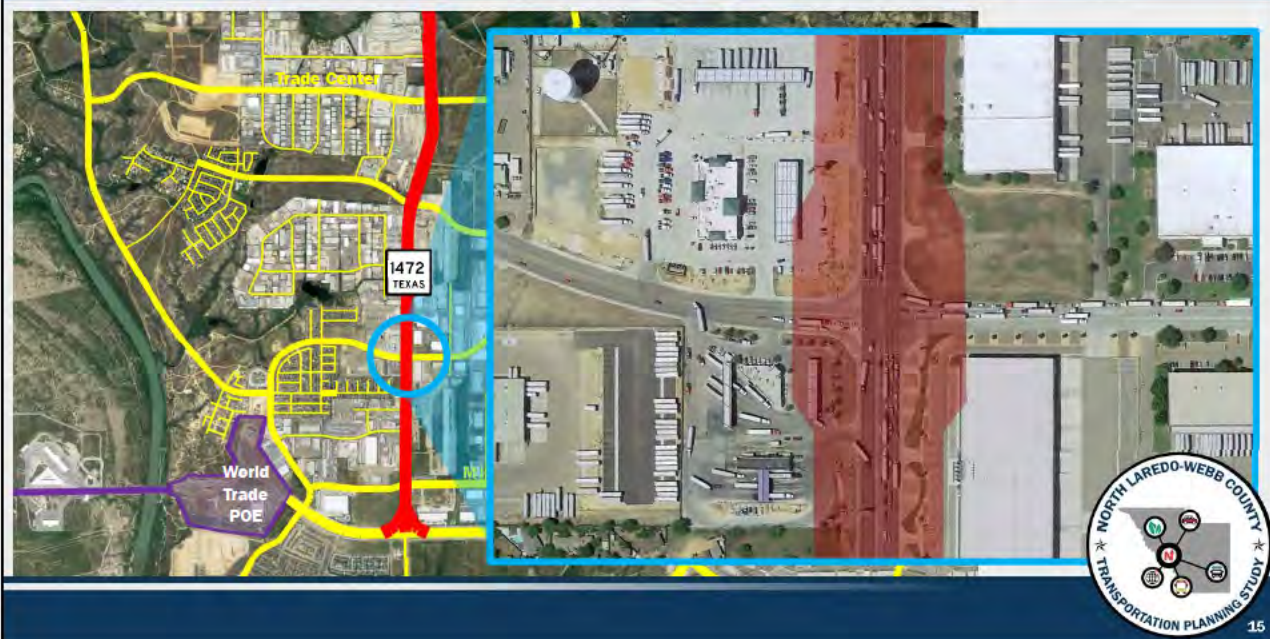 Trade Center
1472
TEXAS
World
Trade
POE
NORTH LAREDO-WEBB COUNTY
TRANSPORTATION PLANNING STUDY
N
15